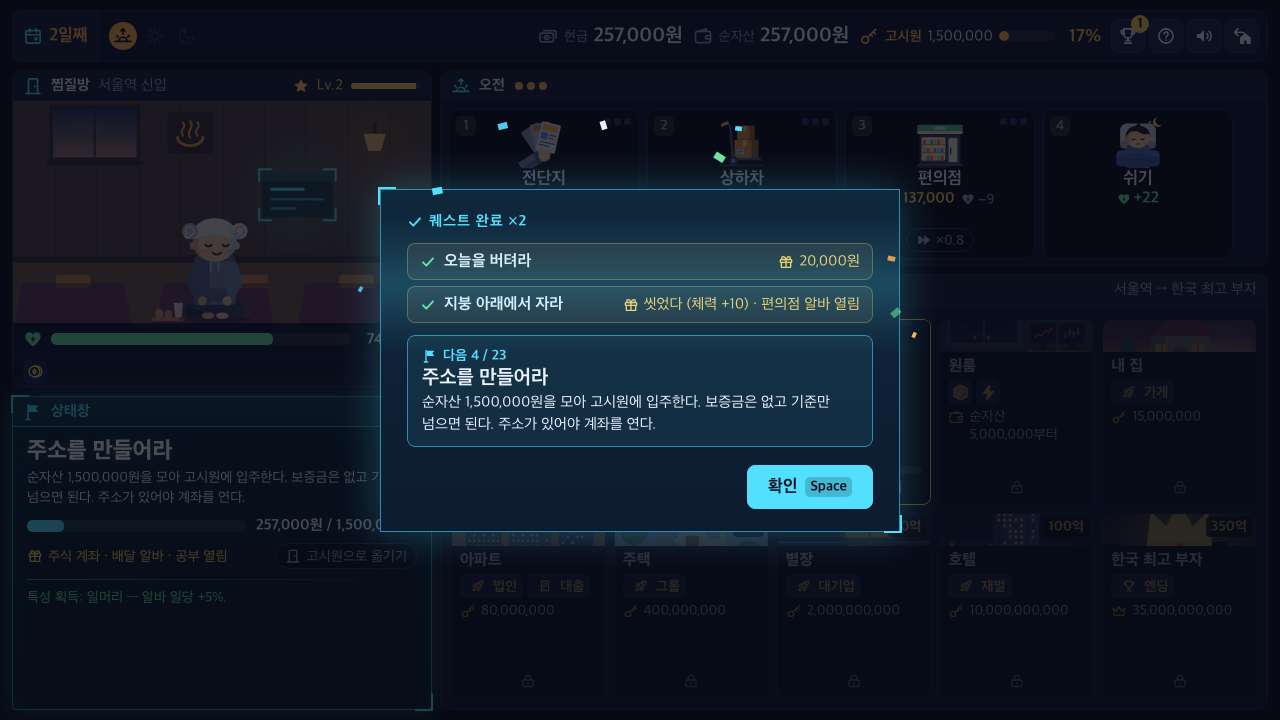 2일째
현금 257,000원
순자산 257,000원
고시원 1,500,000
17%
1
찜질방 서울역 신입
Lv.2
오전
1
전단지
2
상하차
3
편의점
137,000 −9
×0.8
4
쉬기
+22
서울역 → 한국 최고 부자
퀘스트 완료 ×2
오늘을 버텨라
20,000원
지붕 아래에서 자라
씻었다 (체력 +10) · 편의점 알바 열림
다음 4 / 23
주소를 만들어라
순자산 1,500,000원을 모아 고시원에 입주한다. 보증금은 없고 기준만
넘으면 된다. 주소가 있어야 계좌를 연다.
확인 Space
상태창
주소를 만들어라
순자산 1,500,000원을 모아 고시원에 입주한다. 보증금은 없고
넘으면 된다. 주소가 있어야 계좌를 연다.
257,000원 / 1,500,
주식 계좌 · 배달 알바 · 공부 열림
고시원으로 옮기기
특성 획득: 일머리 — 알바 일당 +5%.
원룸
순자산
5,000,000부터
내 집
가게
15,000,000
아파트
법인
대출
80,000,000
주택
그룹
400,000,000
별장
대기업
2,000,000,000
100억
호텔
재벌
10,000,000,000
350억
한국 최고 부자
엔딩
35,000,000,000